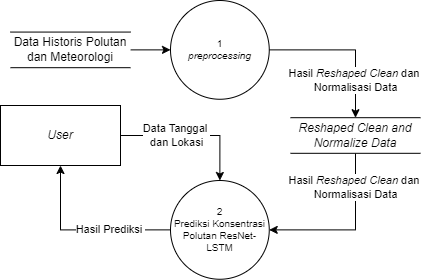 Data Historis Polutan
dan Meteorologi
1
preprocessing
Hasil Reshaped Clean dan
Normalisasi Data
User
Data Tanggal
dan Lokasi
Reshaped Clean and
Normalize Data
Hasil Reshaped Clean dan
Normalisasi Data
2
Prediksi Konsentrasi
Polutan ResNet-
LSTM
Hasil Prediksi